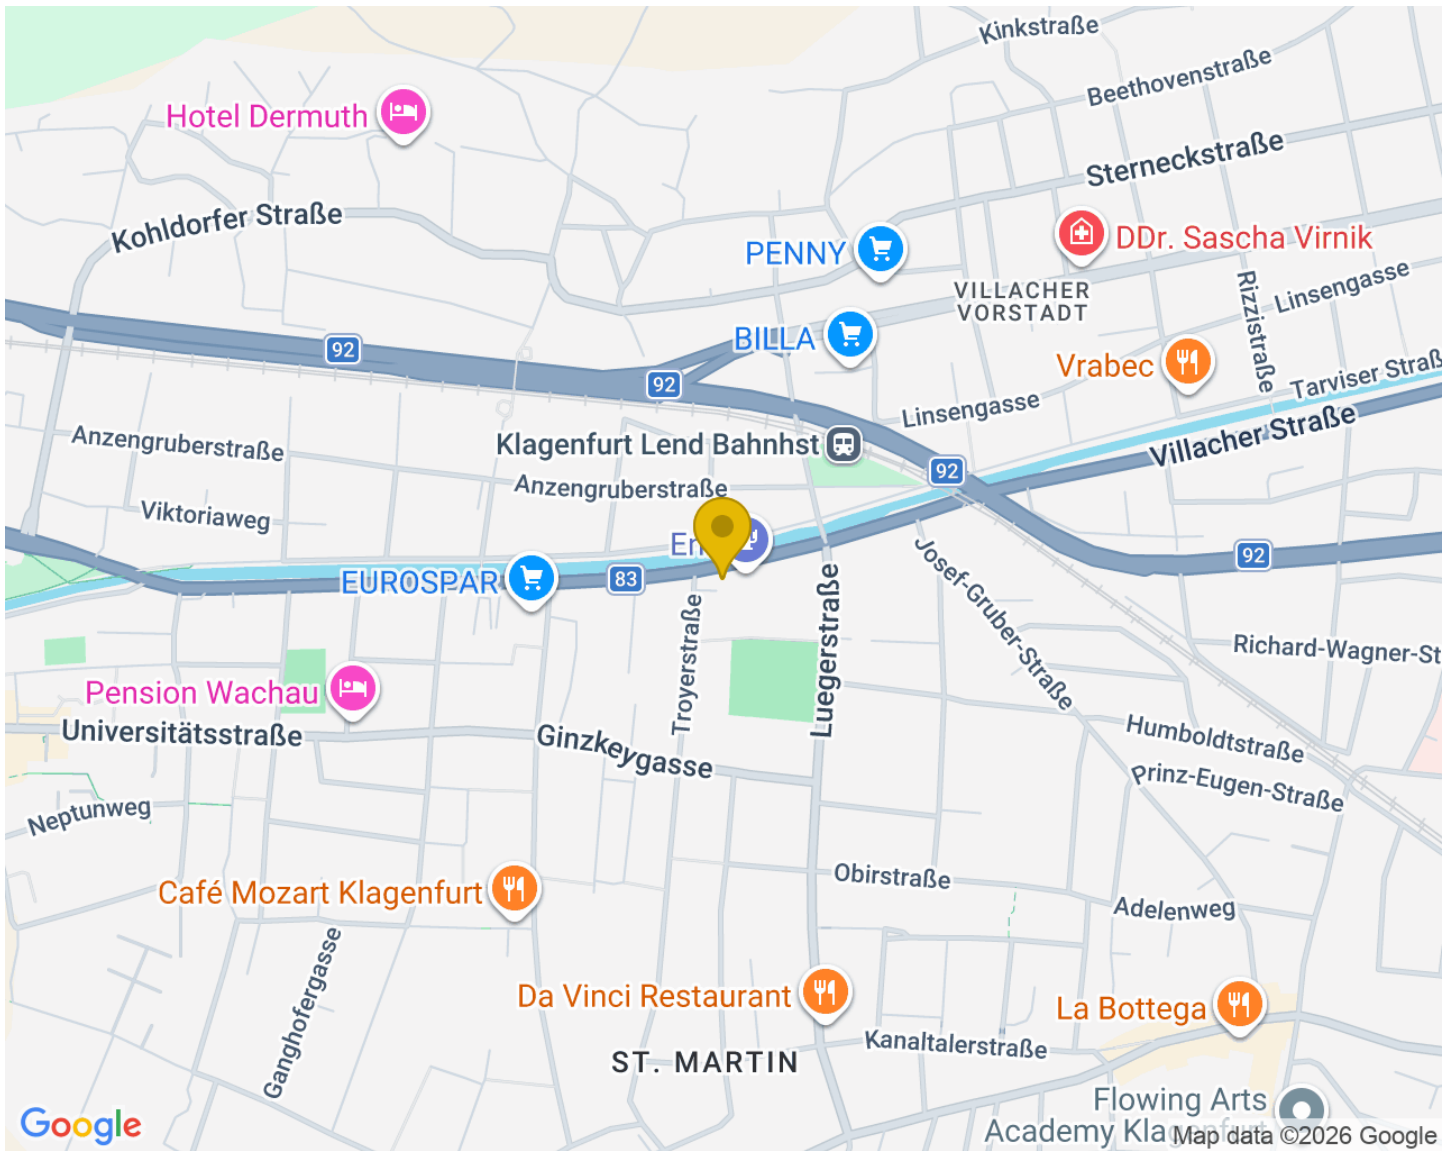 Kinkstraße
Beethovenstraße
Hotel Dermuth
Sterneckstraße
Kohldorfer Straße
PENNY
DDr. Sascha Virnik
VILLACHER
VORSTADT
Linsengasse
Rizzistraße
92
BILLA
Vrabec
92
Tarviser Straß
Linsengasse
Villacher Straße
Anzengruberstraße
Klagenfurt Lend Bahnhst
92
Anzengruberstraße
Viktoriaweg
En
92
EUROSPAR
83
Josef-Gruber-Straße
Troyerstraße
Luegerstraße
Richard-Wagner-St
Pension Wachau
Universitätsstraße
Ginzkeygasse
Humboldtstraße
Prinz-Eugen-Straße
Neptunweg
Café Mozart Klagenfurt
Obirstraße
Adelenweg
Ganghofergasse
Da Vinci Restaurant
La Bottega
Kanaltalerstraße
ST. MARTIN
Flowing Arts
Academy Klagenfurt
Google
Map data ©2026 Google